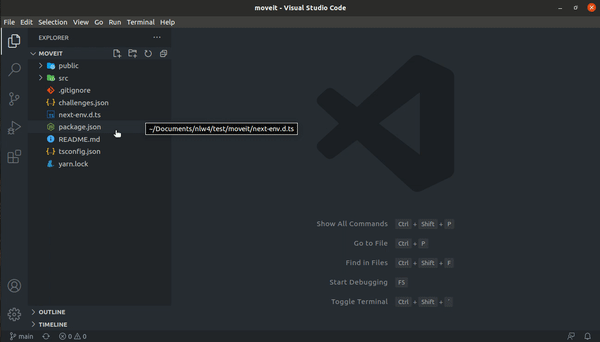 moveit - Visual Studio Code
File Edit Selection View Go Run Terminal Help
EXPLORER
MOVEIT
public
src
.gitignore
challenges.json
next-env.d.ts
package.json
~/Documents/nlw4/test/moveit/next-env.d.ts
README.md
tsconfig.json
yarn.lock
Show All Commands Ctrl + Shift + P
Go to File Ctrl + P
Find in Files Ctrl + Shift + F
Start Debugging F5
Toggle Terminal Ctrl + Shift + `
OUTLINE
TIMELINE
main 0 0